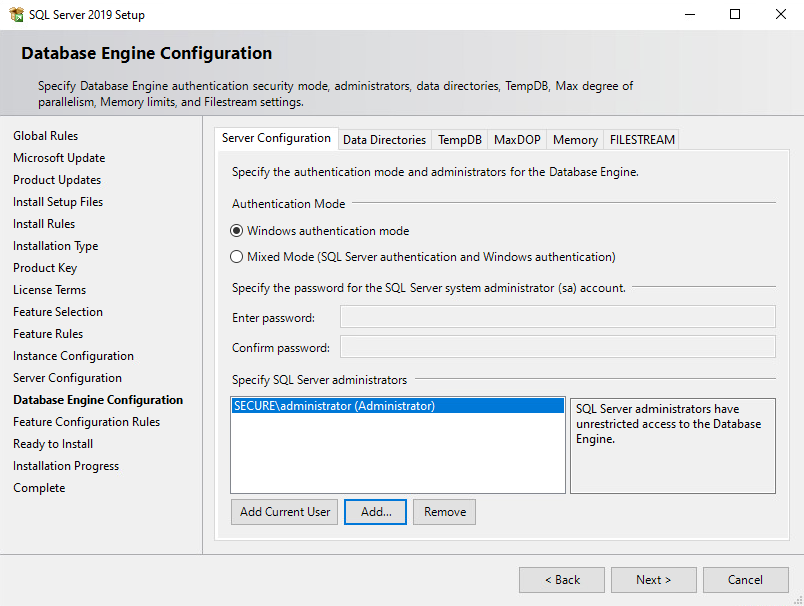 SQL Server 2019 Setup
Database Engine Configuration
Specify Database Engine authentication security mode, administrators, data directories, TempDB, Max degree of
parallelism, Memory limits, and Filestream settings.
Global Rules
Microsoft Update
Product Updates
Install Setup Files
Install Rules
Installation Type
Product Key
License Terms
Feature Selection
Feature Rules
Instance Configuration
Server Configuration
Database Engine Configuration
Feature Configuration Rules
Ready to Install
Installation Progress
Complete
Server Configuration Data Directories TempDB MaxDOP Memory FILESTREAM
Specify the authentication mode and administrators for the Database Engine.
Authentication Mode
Windows authentication mode
Mixed Mode (SQL Server authentication and Windows authentication)
Specify the password for the SQL Server system administrator (sa) account.
Enter password:
Confirm password:
Specify SQL Server administrators
SECURE\administrator (Administrator)
SQL Server administrators have
unrestricted access to the Database
Engine.
Add Current User Add... Remove
< Back Next > Cancel